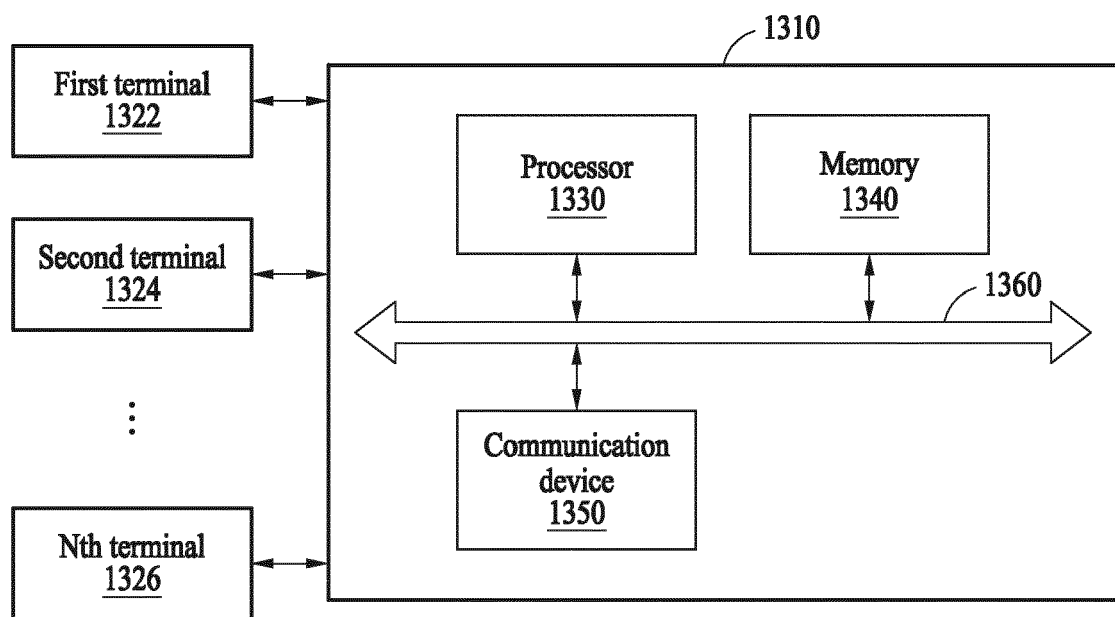 1310
First terminal
1322
Processor
1330
Memory
1340
Second terminal
1324
1360
⋮
Communication
device
1350
Nth terminal
1326